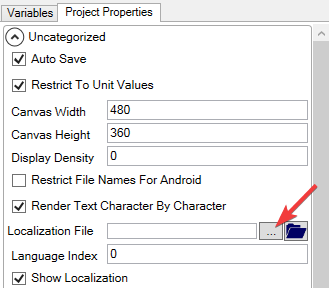 Variables Project Properties
Uncategorized
Auto Save
Restrict To Unit Values
Canvas Width 480
Canvas Height 360
Display Density 0
Restrict File Names For Android
Render Text Character By Character
Localization File ...
Language Index 0
Show Localization